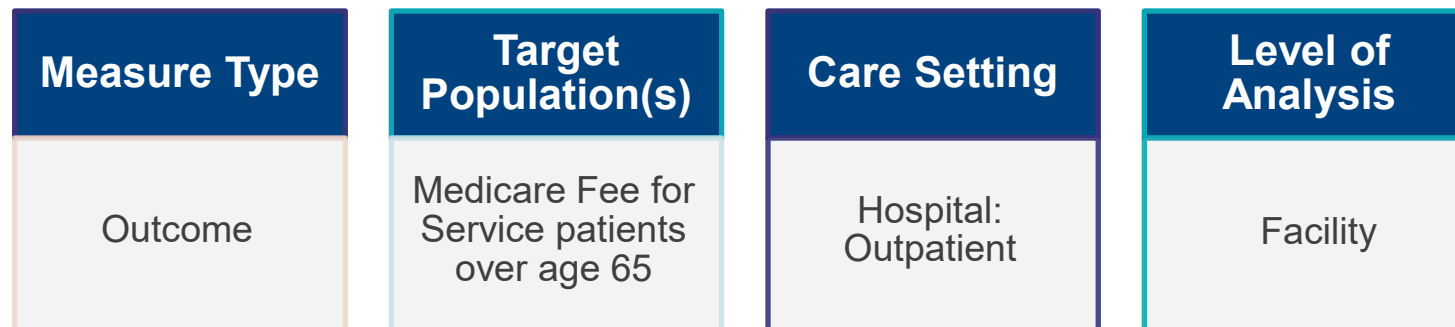 Measure Type
Outcome
Target
Population(s)
Medicare Fee for
Service patients
over age 65
Care Setting
Hospital:
Outpatient
Level of
Analysis
Facility